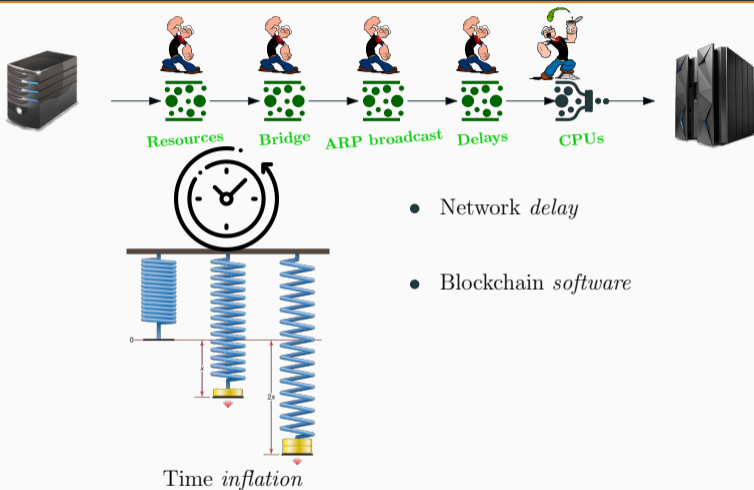 Resources
Bridge
ARP broadcast
Delays
CPUs
Network delay
Blockchain software
0
x
2x
Time inflation